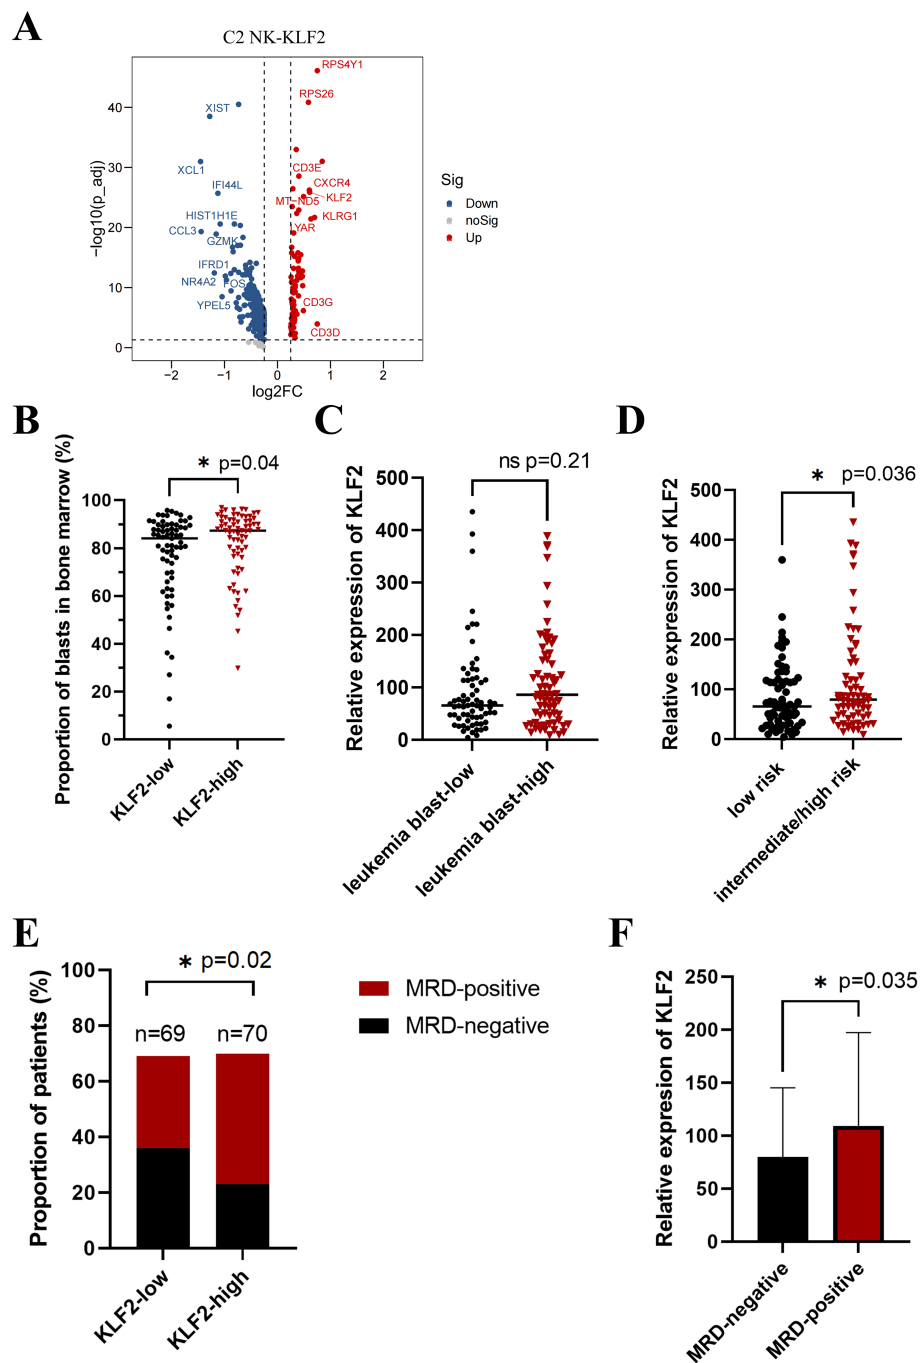 A
C2 NK-KLF2
−log10(p_adj)
40
30
20
10
0
−2
−1
0
1
2
log2FC
RPS4Y1
RPS26
XIST
XCL1
CD3E
IFI44L
CXCR4
KLF2
MT−ND5
HIST1H1E
KLRG1
CCL3
LYAR
GZMK
IFRD1
NR4A2
FOS
CD3G
YPEL5
CD3D
Sig
Down
noSig
Up
B
Proportion of blasts in bone marrow (%)
* p=0.04
100
80
60
40
20
0
KLF2-low
KLF2-high
C
Relative expression of KLF2
ns p=0.21
500
400
300
200
100
0
leukemia blast-low
leukemia blast-high
D
Relative expression of KLF2
* p=0.036
500
400
300
200
100
0
low risk
intermediate/high risk
E
Proportion of patients (%)
* p=0.02
100
80
60
40
20
0
n=69
n=70
KLF2-low
KLF2-high
MRD-positive
MRD-negative
F
Relative expresion of KLF2
* p=0.035
250
200
150
100
50
0
MRD-negative
MRD-positive